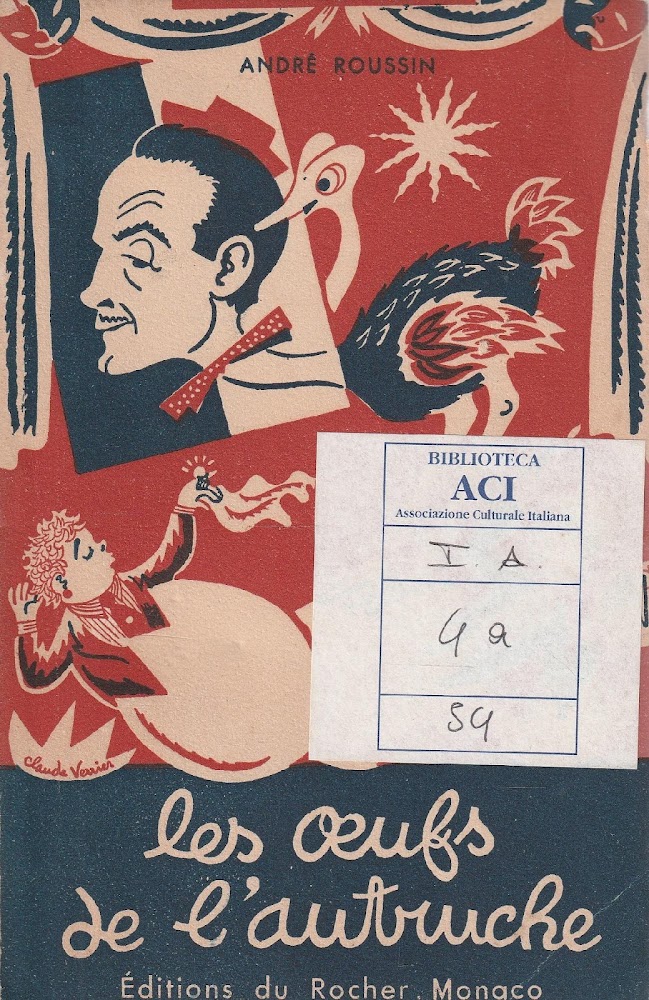 ANDRÉ ROUSSIN
BIBLIOTECA
ACI
Associazione Culturale Italiana
I. A.
4 a
54
Claude Verrier
les œufs
de l'autruche
Éditions du Rocher, Monaco